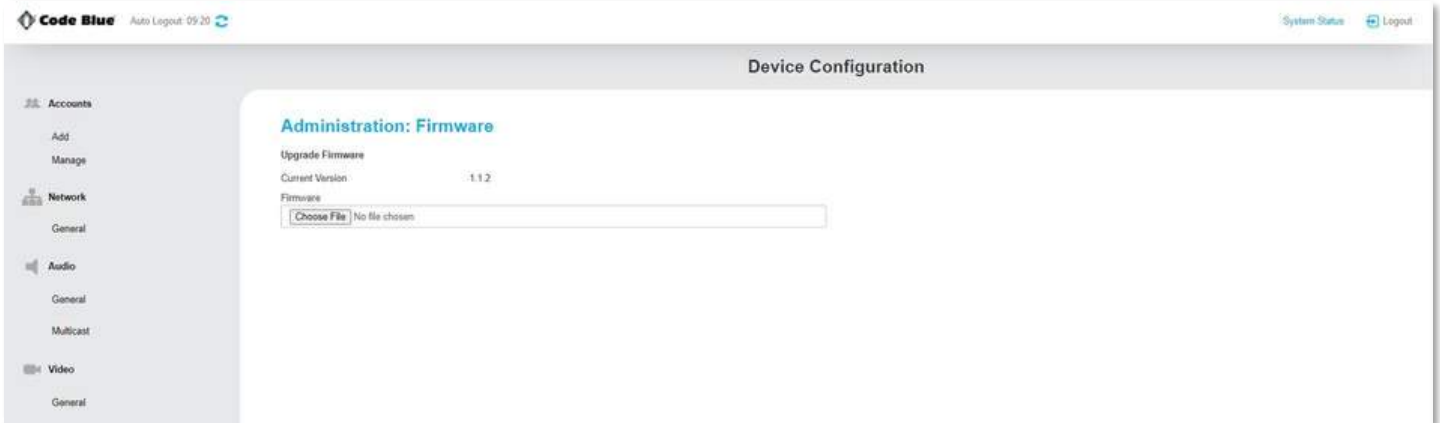 Code Blue Auto Logout: 09:20 System Status Logout
Device Configuration
Accounts
Add
Manage
Network
General
Audio
General
Multicast
Video
General
Administration: Firmware
Upgrade Firmware
Current Version 1.1.2
Firmware
Choose File No file chosen